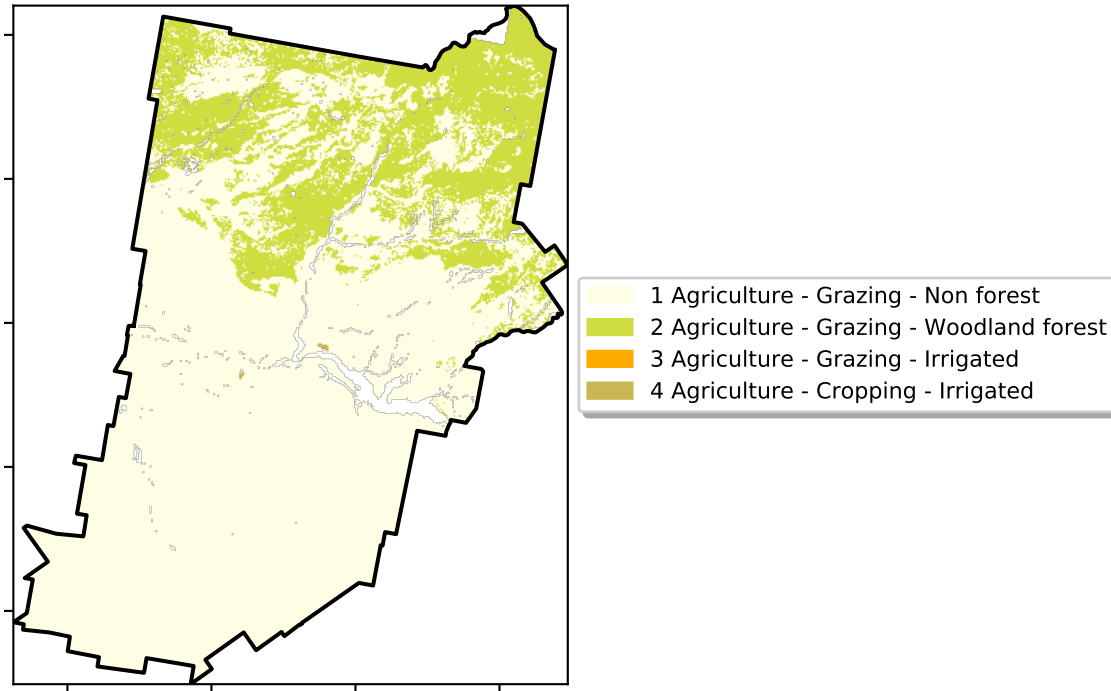 1 Agriculture - Grazing - Non forest
2 Agriculture - Grazing - Woodland forest
3 Agriculture - Grazing - Irrigated
4 Agriculture - Cropping - Irrigated